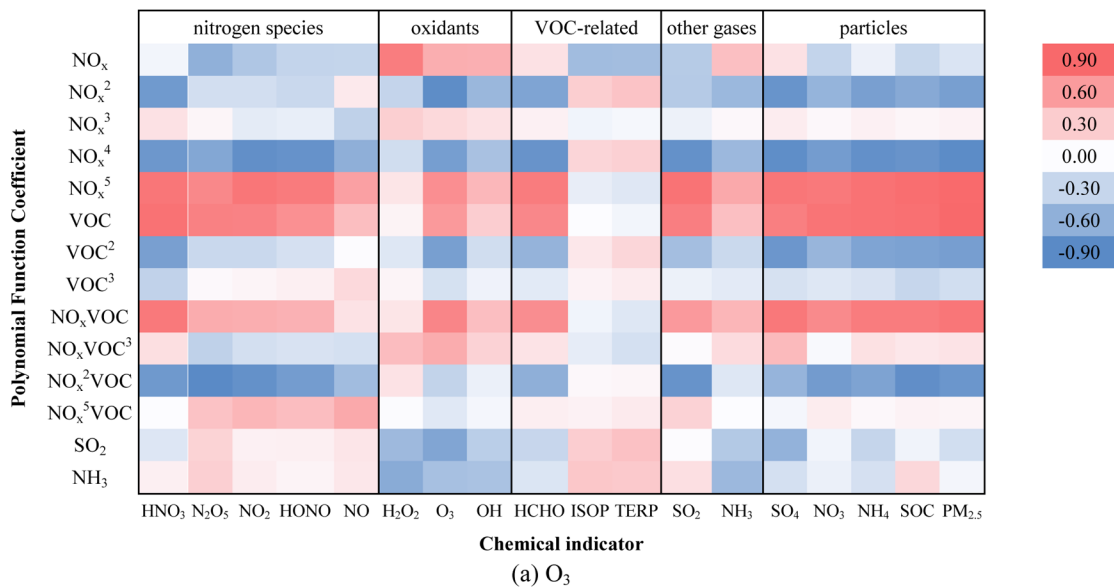 nitrogen species oxidants VOC-related other gases particles
NOₓ
NOₓ²
NOₓ³
NOₓ⁴
NOₓ⁵
VOC
VOC²
VOC³
NOₓVOC
NOₓVOC³
NOₓ²VOC
NOₓ⁵VOC
SO₂
NH₃
Polynomial Function Coefficient
HNO₃ N₂O₅ NO₂ HONO NO H₂O₂ O₃ OH HCHO ISOP TERP SO₂ NH₃ SO₄ NO₃ NH₄ SOC PM₂.₅
Chemical indicator
(a) O₃
0.90
0.60
0.30
0.00
-0.30
-0.60
-0.90